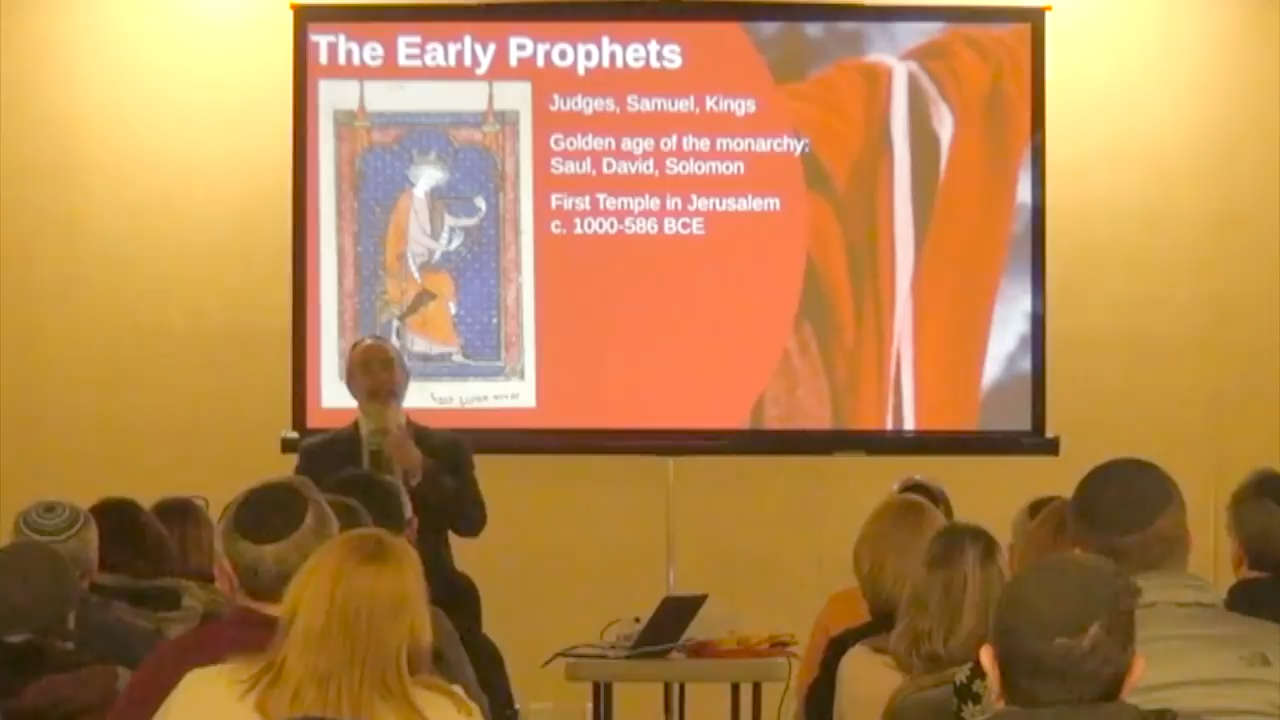 The Early Prophets
Judges, Samuel, Kings
Golden age of the monarchy:
Saul, David, Solomon
First Temple in Jerusalem
c. 1000-586 BCE